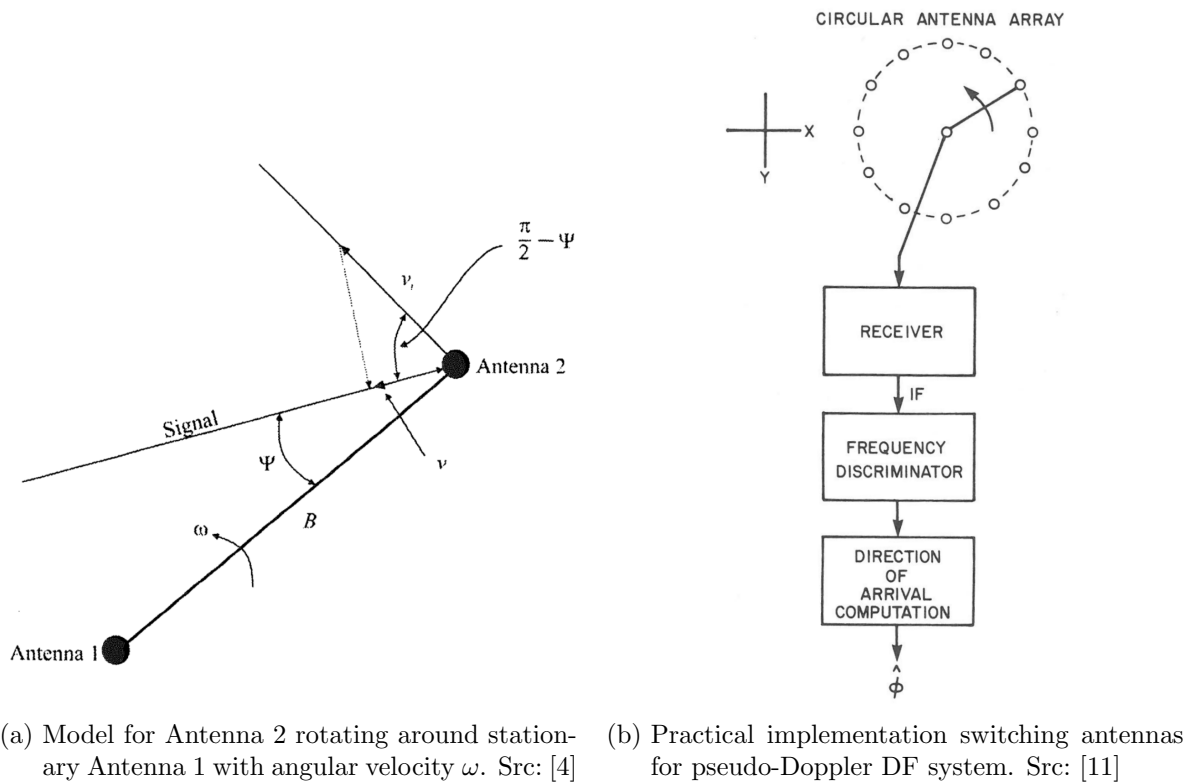 π/2 − Ψ
ν_t
Antenna 2
Signal
Ψ
ν
B
ω
Antenna 1
CIRCULAR ANTENNA ARRAY
X
Y
RECEIVER
IF
FREQUENCY
DISCRIMINATOR
DIRECTION
OF
ARRIVAL
COMPUTATION
ϕ̂
(a) Model for Antenna 2 rotating around station-
ary Antenna 1 with angular velocity ω. Src: [4]
(b) Practical implementation switching antennas
for pseudo-Doppler DF system. Src: [11]